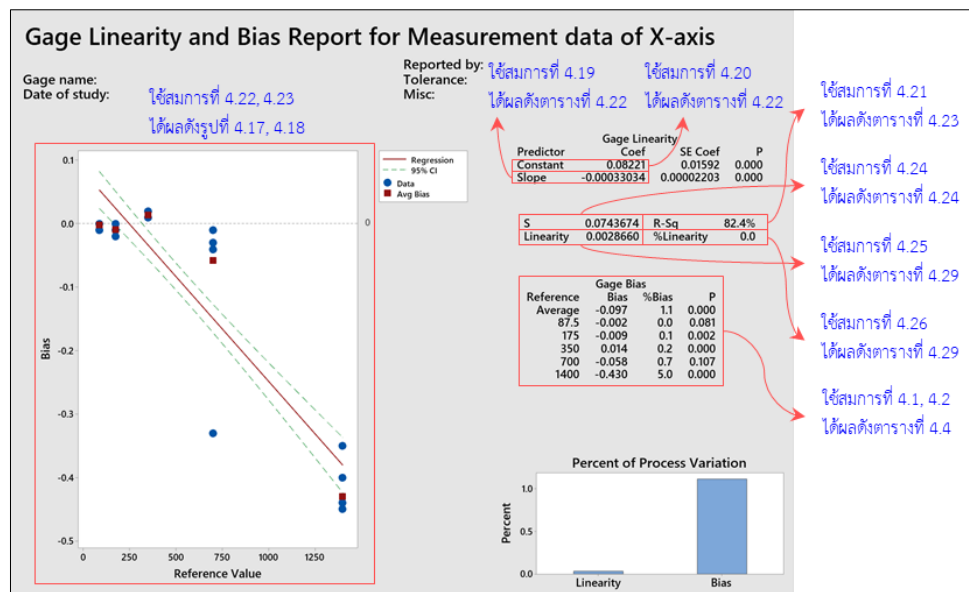 Gage Linearity and Bias Report for Measurement data of X-axis
Gage name:
Date of study:
Reported by:
Tolerance:
Misc:
ใช้สมการที่ 4.22, 4.23
ได้ผลดังรูปที่ 4.17, 4.18
ใช้สมการที่ 4.19
ได้ผลดังตารางที่ 4.22
ใช้สมการที่ 4.20
ได้ผลดังตารางที่ 4.22
ใช้สมการที่ 4.21
ได้ผลดังตารางที่ 4.23
ใช้สมการที่ 4.24
ได้ผลดังตารางที่ 4.24
ใช้สมการที่ 4.25
ได้ผลดังตารางที่ 4.29
ใช้สมการที่ 4.26
ได้ผลดังตารางที่ 4.29
ใช้สมการที่ 4.1, 4.2
ได้ผลดังตารางที่ 4.4
Regression
95% CI
Data
Avg Bias
0.1
0.0
-0.1
-0.2
-0.3
-0.4
-0.5
0
Bias
0 250 500 750 1000 1250
Reference Value
Gage Linearity
Predictor Coef SE Coef P
Constant 0.08221 0.01592 0.000
Slope -0.00033034 0.00002203 0.000
S 0.0743674 R-Sq 82.4%
Linearity 0.0028660 %Linearity 0.0
Gage Bias
Reference Bias %Bias P
Average -0.097 1.1 0.000
87.5 -0.002 0.0 0.081
175 -0.009 0.1 0.002
350 0.014 0.2 0.000
700 -0.058 0.7 0.107
1400 -0.430 5.0 0.000
Percent of Process Variation
1.0
0.5
0.0
Percent
Linearity Bias